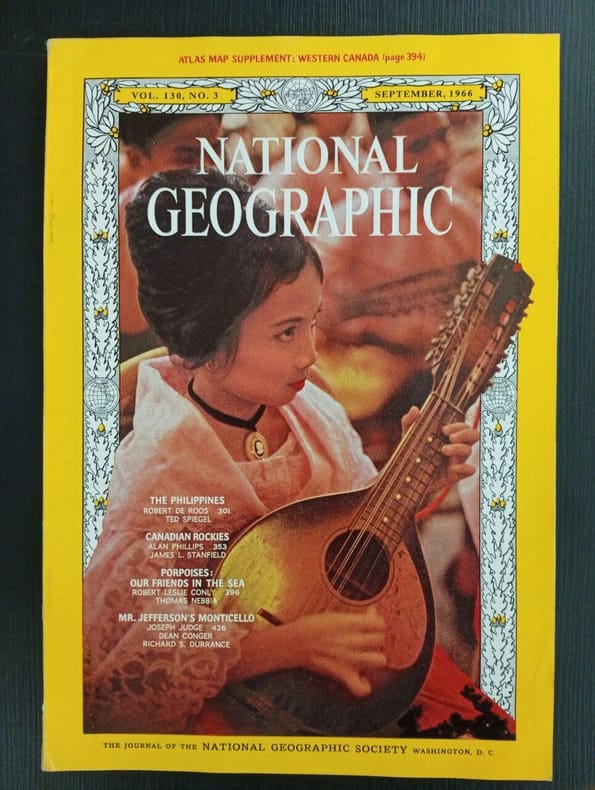 ATLAS MAP SUPPLEMENT: WESTERN CANADA (page 394)
VOL. 130, NO. 3
SEPTEMBER, 1966
NATIONAL
GEOGRAPHIC
THE PHILIPPINES
ROBERT DE ROOS 301
TED SPIEGEL
CANADIAN ROCKIES
ALAN PHILLIPS 353
JAMES L. STANFIELD
PORPOISES:
OUR FRIENDS IN THE SEA
ROBERT LESLIE CONLY 396
THOMAS NEBBIA
MR. JEFFERSON'S MONTICELLO
JOSEPH JUDGE 426
DEAN CONGER
RICHARD S. DURRANCE
THE JOURNAL OF THE NATIONAL GEOGRAPHIC SOCIETY WASHINGTON, D. C.